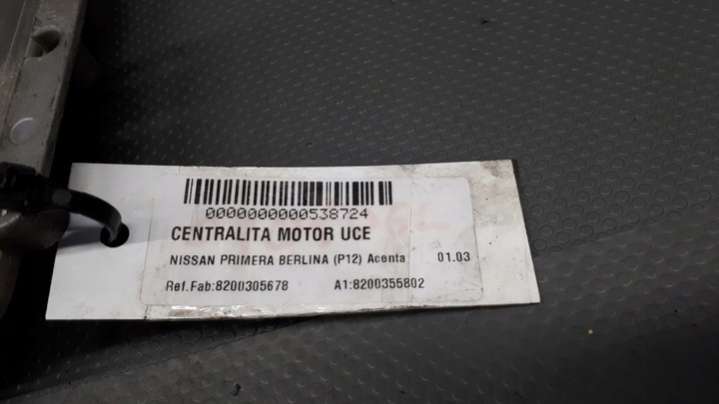 0000000000538724
CENTRALITA MOTOR UCE
NISSAN PRIMERA BERLINA (P12) Acenta 01.03
Ref.Fab:8200305678 A1:8200355802